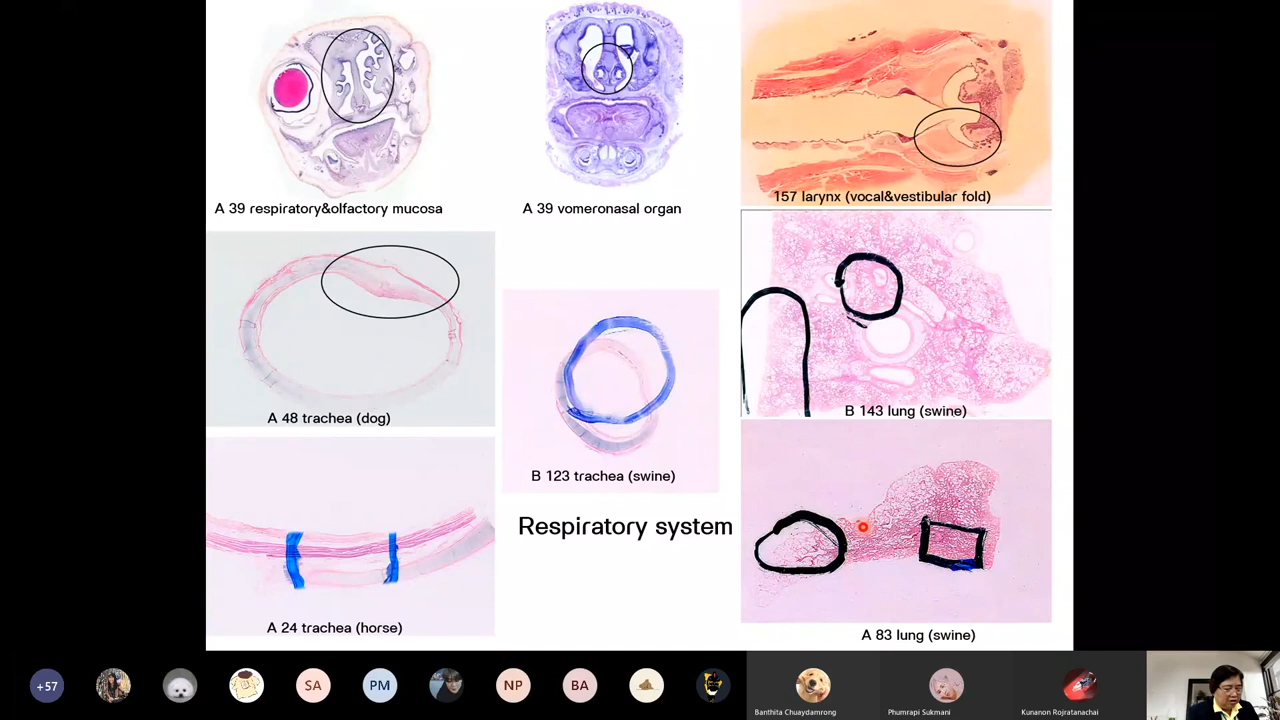 A 39 respiratory&olfactory mucosa
A 39 vomeronasal organ
157 larynx (vocal&vestibular fold)
A 48 trachea (dog)
B 123 trachea (swine)
B 143 lung (swine)
Respiratory system
A 24 trachea (horse)
A 83 lung (swine)
+57
SA
PM
NP
BA
Banthita Chuaydamrong
Phumrapi Sukmani
Kunanon Rojratanachai